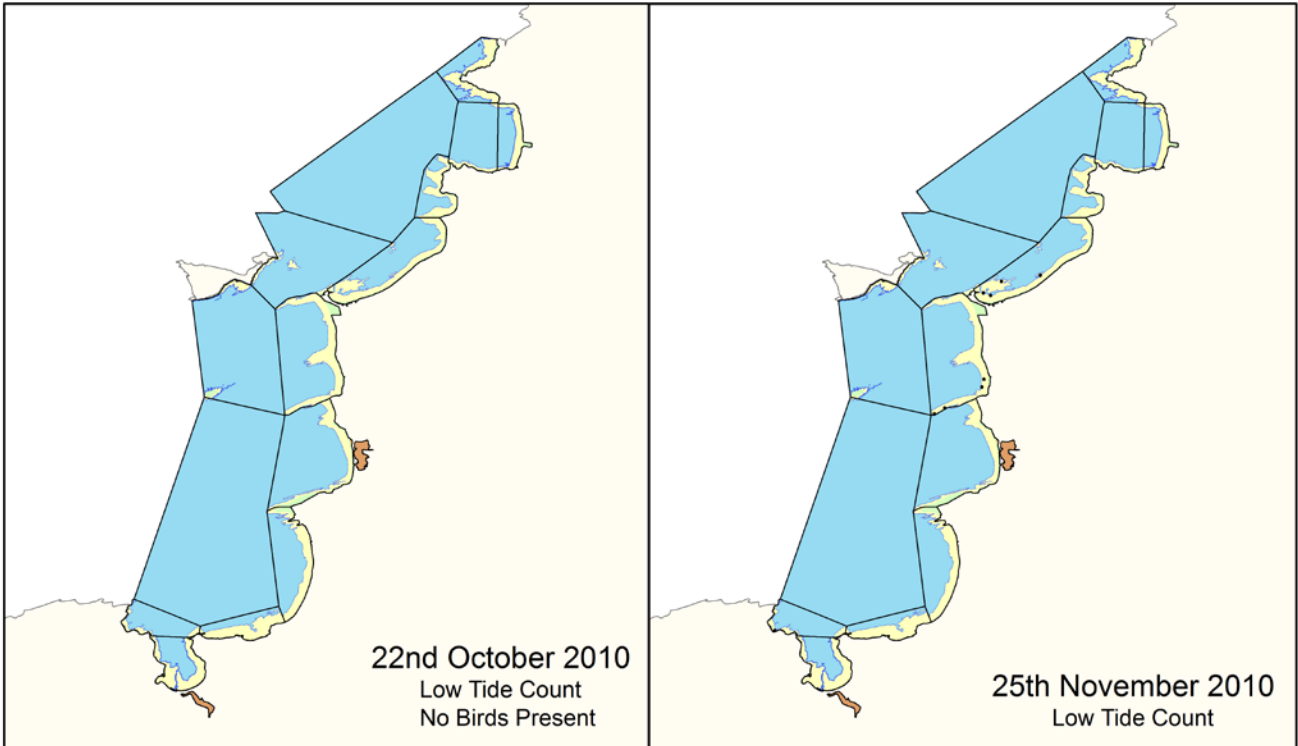 22nd October 2010
Low Tide Count
No Birds Present
25th November 2010
Low Tide Count